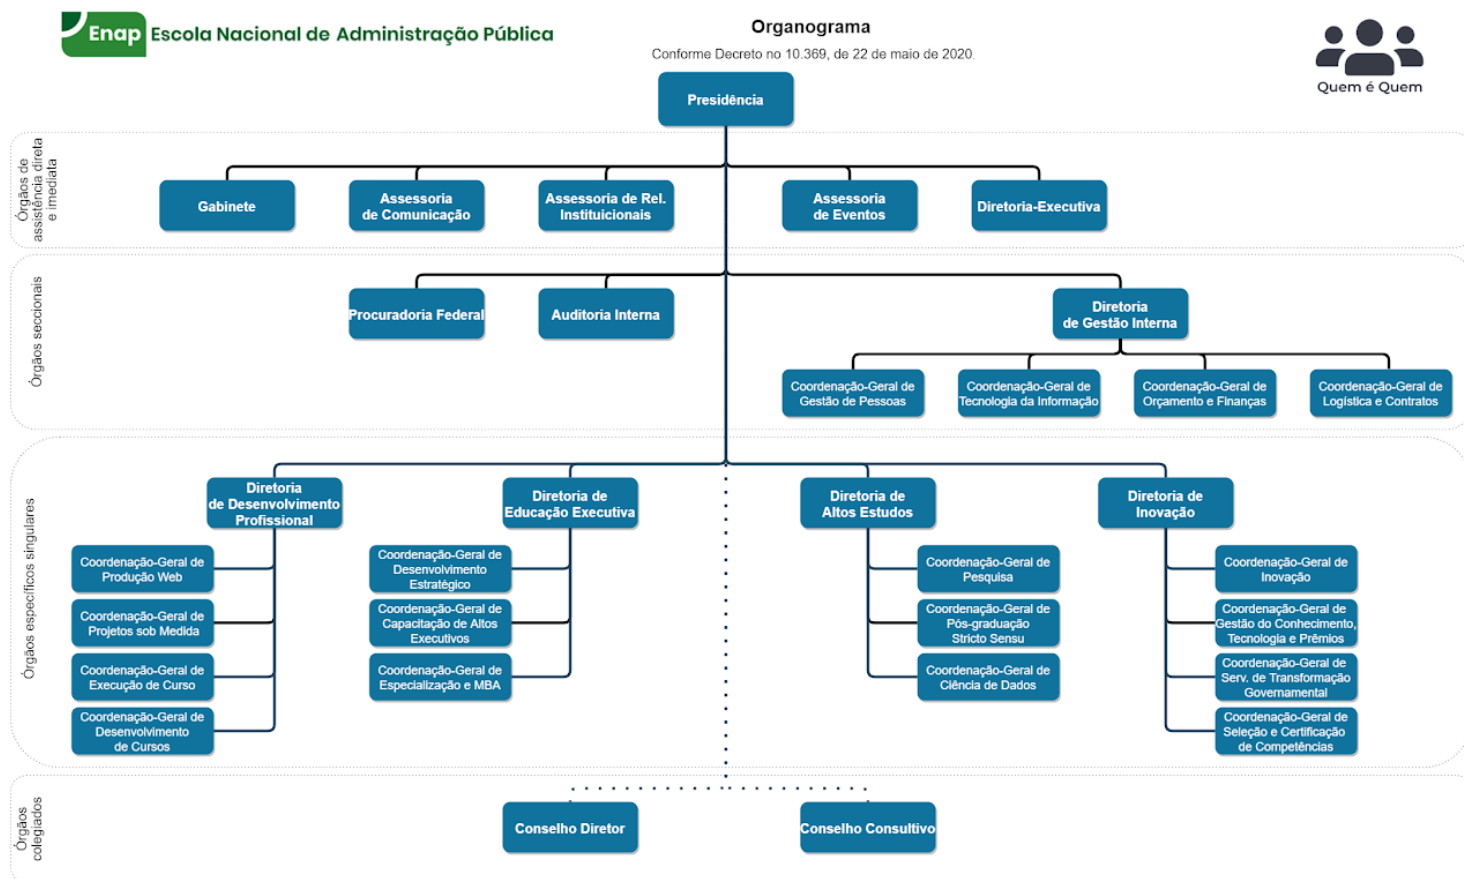 Enap Escola Nacional de Administração Pública
Organograma
Conforme Decreto no 10.369, de 22 de maio de 2020.
Quem é Quem
Presidência
Órgãos de
assistência direta
e imediata
Gabinete
Assessoria
de Comunicação
Assessoria de Rel.
Instituicionais
Assessoria
de Eventos
Diretoria-Executiva
Órgãos seccionais
Procuradoria Federal
Auditoria Interna
Diretoria
de Gestão Interna
Coordenação-Geral de
Gestão de Pessoas
Coordenação-Geral de
Tecnologia da Informação
Coordenação-Geral de
Orçamento e Finanças
Coordenação-Geral de
Logística e Contratos
Órgãos específicos singulares
Diretoria
de Desenvolvimento
Profissional
Coordenação-Geral de
Produção Web
Coordenação-Geral de
Projetos sob Medida
Coordenação-Geral de
Execução de Curso
Coordenação-Geral de
Desenvolvimento
de Cursos
Diretoria de
Educação Executiva
Coordenação-Geral de
Desenvolvimento
Estratégico
Coordenação-Geral de
Capacitação de Altos
Executivos
Coordenação-Geral de
Especialização e MBA
Diretoria de
Altos Estudos
Coordenação-Geral de
Pesquisa
Coordenação-Geral de
Pós-graduação
Stricto Sensu
Coordenação-Geral de
Ciência de Dados
Diretoria de
Inovação
Coordenação-Geral de
Inovação
Coordenação-Geral de
Gestão do Conhecimento,
Tecnologia e Prêmios
Coordenação-Geral de
Serv. de Transformação
Governamental
Coordenação-Geral de
Seleção e Certificação
de Competências
Órgãos
colegiados
Conselho Diretor
Conselho Consultivo